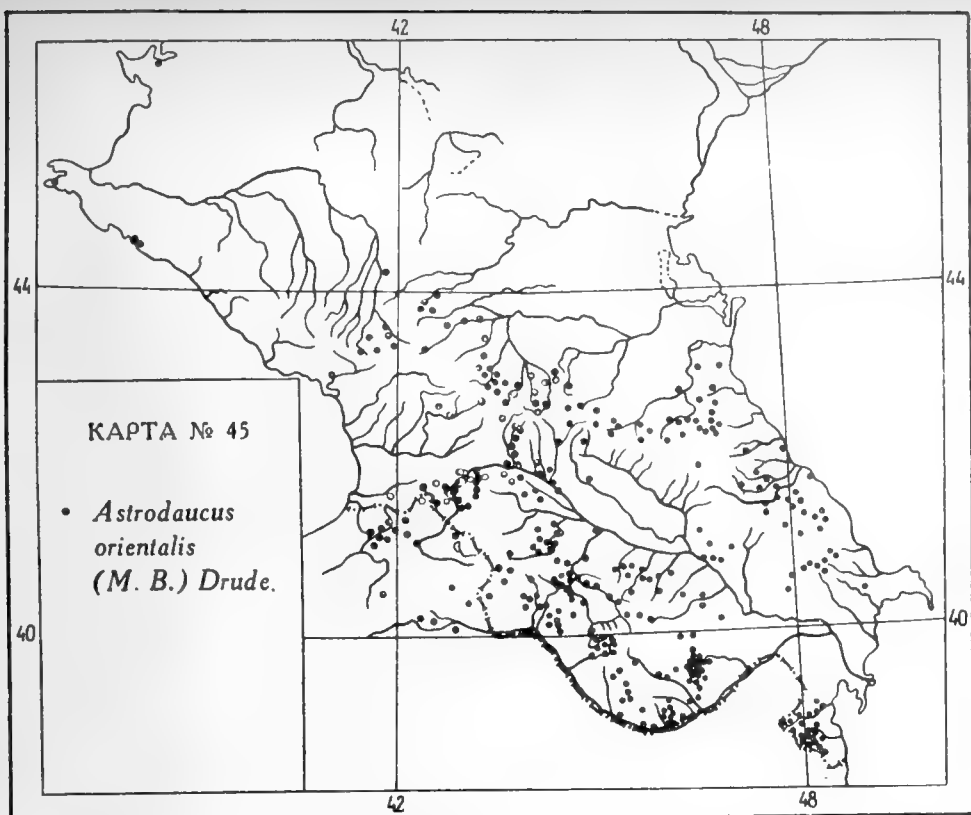 42 48
44 44
КАРТА № 45
Astrodaucus
orientalis
(M. B.) Drude.
40 40
42 48